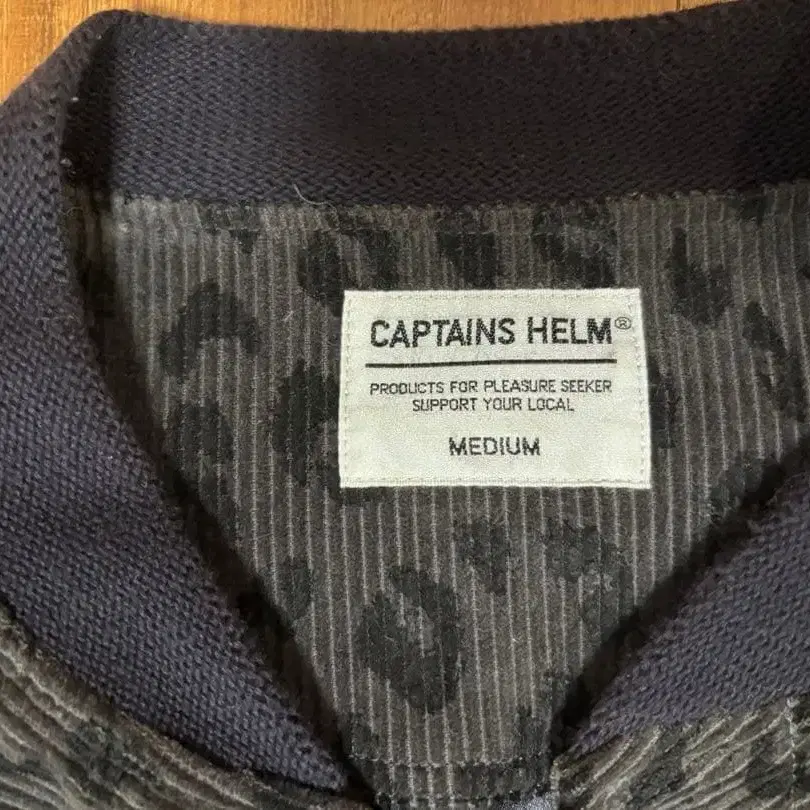 CAPTAINS HELM®
PRODUCTS FOR PLEASURE SEEKER
SUPPORT YOUR LOCAL
MEDIUM